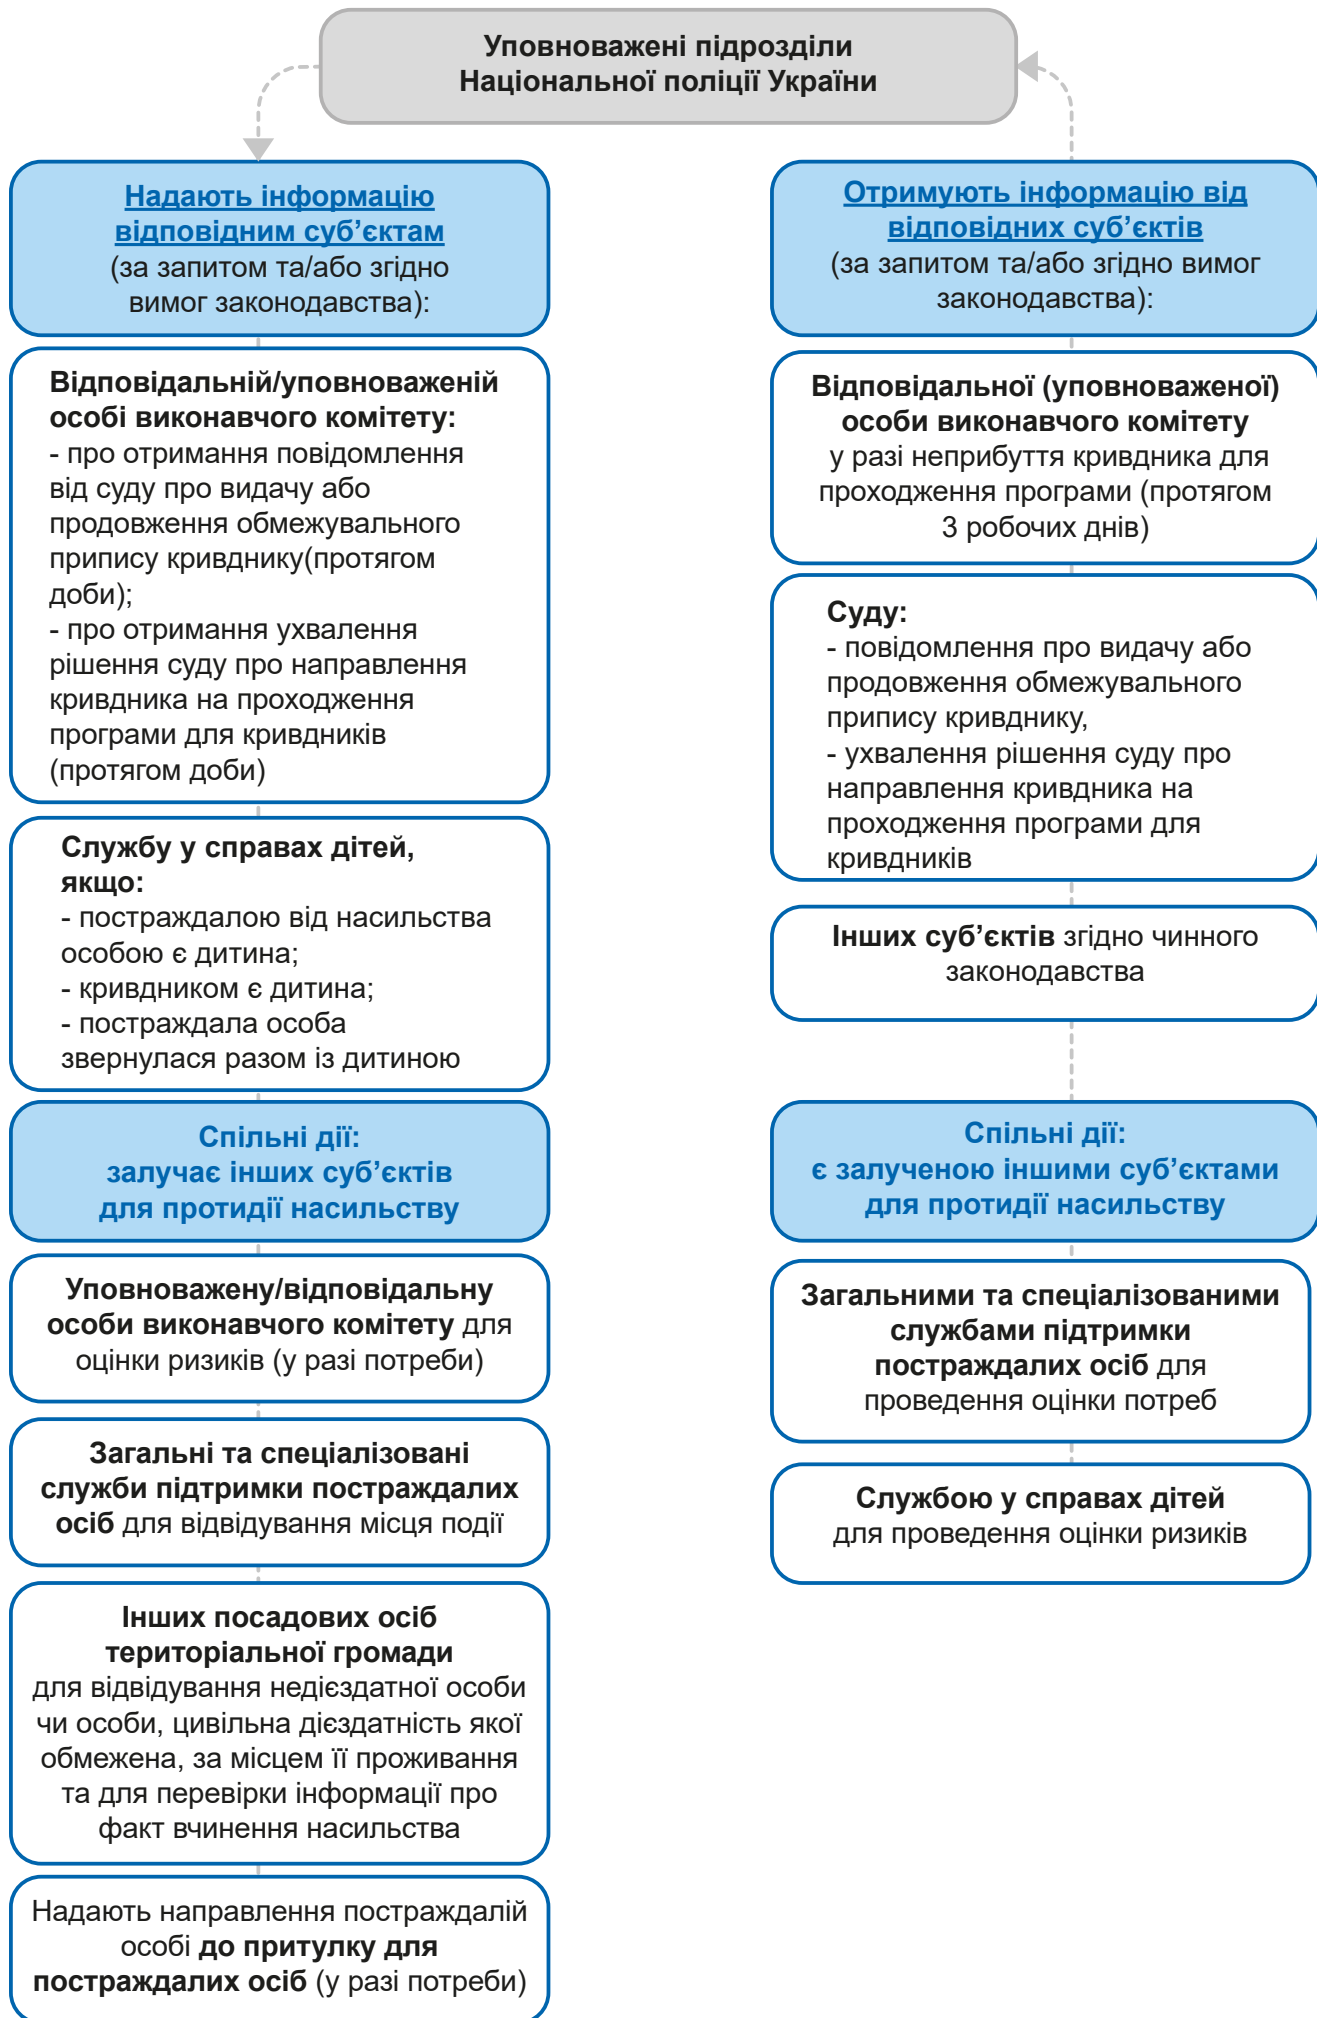 Уповноважені підрозділи
Національної поліції України
Надають інформацію
відповідним суб’єктам
(за запитом та/або згідно
вимог законодавства):
Відповідальній/уповноваженій
особі виконавчого комітету:
- про отримання повідомлення
від суду про видачу або
продовження обмежувального
припису кривднику(протягом
доби);
- про отримання ухвалення
рішення суду про направлення
кривдника на проходження
програми для кривдників
(протягом доби)
Службу у справах дітей,
якщо:
- постраждалою від насильства
особою є дитина;
- кривдником є дитина;
- постраждала особа
звернулася разом із дитиною
Спільні дії:
залучає інших суб’єктів
для протидії насильству
Уповноважену/відповідальну
особи виконавчого комітету для
оцінки ризиків (у разі потреби)
Загальні та спеціалізовані
служби підтримки постраждалих
осіб для відвідування місця події
Інших посадових осіб
територіальної громади
для відвідування недієздатної особи
чи особи, цивільна дієздатність якої
обмежена, за місцем її проживання
та для перевірки інформації про
факт вчинення насильства
Надають направлення постраждалій
особі до притулку для
постраждалих осіб (у разі потреби)
Отримують інформацію від
відповідних суб’єктів
(за запитом та/або згідно вимог
законодавства):
Відповідальної (уповноваженої)
особи виконавчого комітету
у разі неприбуття кривдника для
проходження програми (протягом
3 робочих днів)
Суду:
- повідомлення про видачу або
продовження обмежувального
припису кривднику,
- ухвалення рішення суду про
направлення кривдника на
проходження програми для
кривдників
Інших суб’єктів згідно чинного
законодавства
Спільні дії:
є залученою іншими суб’єктами
для протидії насильству
Загальними та спеціалізованими
службами підтримки
постраждалих осіб для
проведення оцінки потреб
Службою у справах дітей
для проведення оцінки ризиків